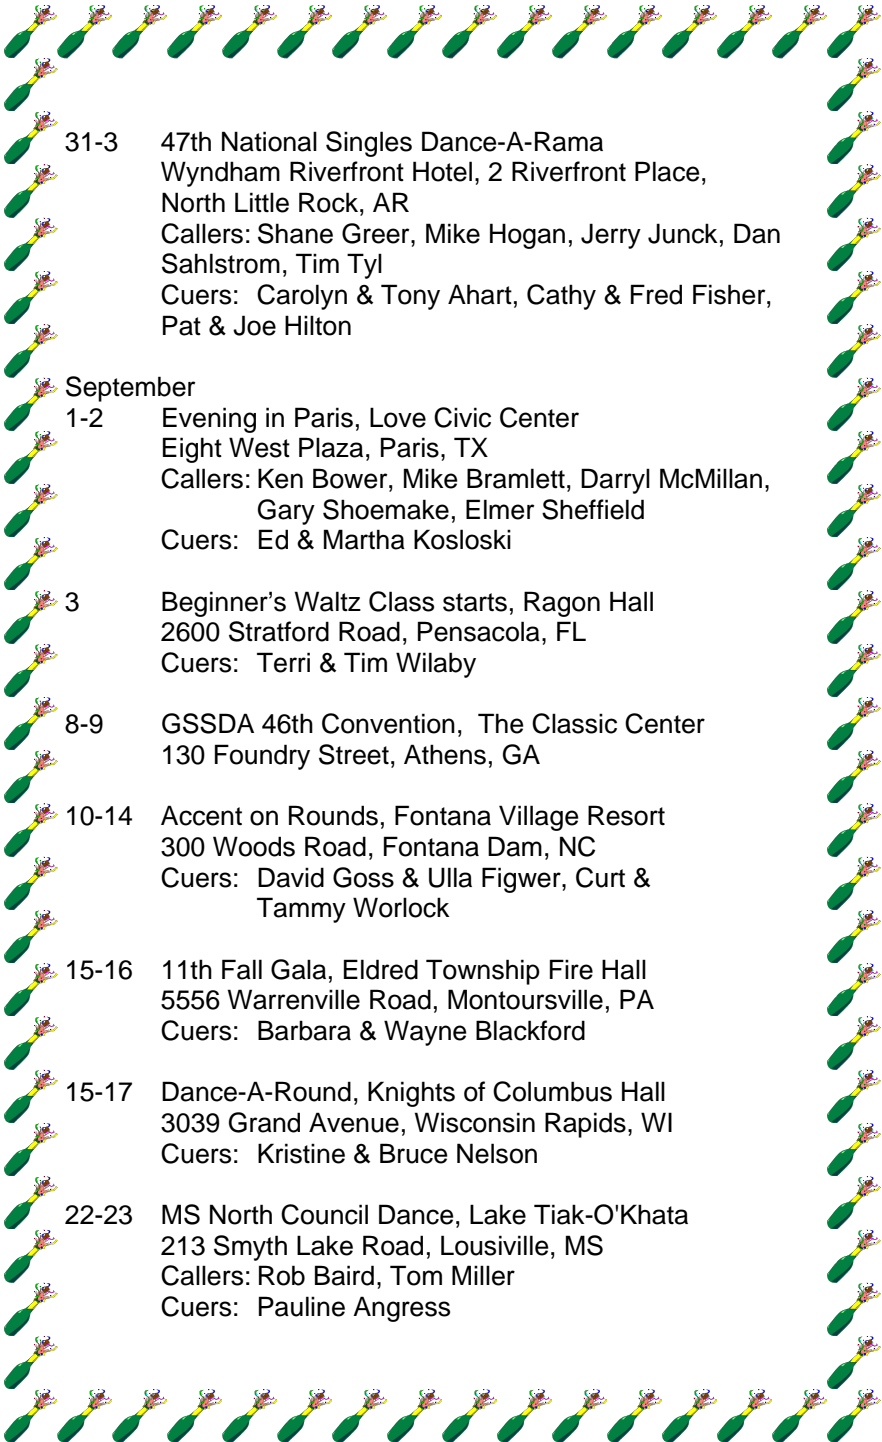 31-3 47th National Singles Dance-A-Rama
Wyndham Riverfront Hotel, 2 Riverfront Place,
North Little Rock, AR
Callers: Shane Greer, Mike Hogan, Jerry Junck, Dan
Sahlstrom, Tim Tyl
Cuers: Carolyn & Tony Ahart, Cathy & Fred Fisher,
Pat & Joe Hilton
September
1-2 Evening in Paris, Love Civic Center
Eight West Plaza, Paris, TX
Callers: Ken Bower, Mike Bramlett, Darryl McMillan,
Gary Shoemake, Elmer Sheffield
Cuers: Ed & Martha Kosloski
3 Beginner’s Waltz Class starts, Ragon Hall
2600 Stratford Road, Pensacola, FL
Cuers: Terri & Tim Wilaby
8-9 GSSDA 46th Convention, The Classic Center
130 Foundry Street, Athens, GA
10-14 Accent on Rounds, Fontana Village Resort
300 Woods Road, Fontana Dam, NC
Cuers: David Goss & Ulla Figwer, Curt &
Tammy Worlock
15-16 11th Fall Gala, Eldred Township Fire Hall
5556 Warrenville Road, Montoursville, PA
Cuers: Barbara & Wayne Blackford
15-17 Dance-A-Round, Knights of Columbus Hall
3039 Grand Avenue, Wisconsin Rapids, WI
Cuers: Kristine & Bruce Nelson
22-23 MS North Council Dance, Lake Tiak-O'Khata
213 Smyth Lake Road, Lousiville, MS
Callers: Rob Baird, Tom Miller
Cuers: Pauline Angress